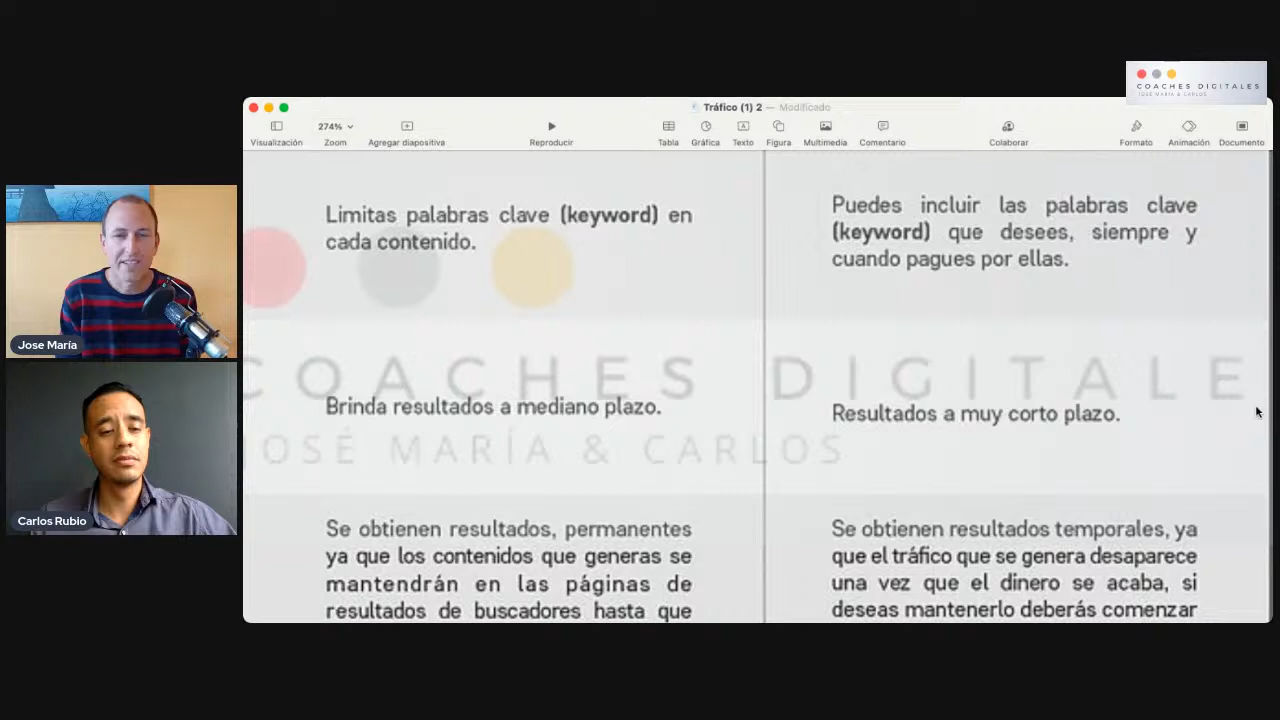 COACHES DIGITALES
JOSE MARÍA & CARLOS
Tráfico (1) 2 — Modificado
274%
Visualización Zoom Agregar diapositiva Reproducir Tabla Gráfica Texto Figura Multimedia Comentario Colaborar Formato Animación Documento
Limitas palabras clave (keyword) en
cada contenido.
Puedes incluir las palabras clave
(keyword) que desees, siempre y
cuando pagues por ellas.
COACHES DIGITALE
Brinda resultados a mediano plazo.
Resultados a muy corto plazo.
JOSÉ MARÍA & CARLOS
Se obtienen resultados, permanentes
ya que los contenidos que generas se
mantendrán en las páginas de
resultados de buscadores hasta que
Se obtienen resultados temporales, ya
que el tráfico que se genera desaparece
una vez que el dinero se acaba, si
deseas mantenerlo deberás comenzar
Jose María
Carlos Rubio